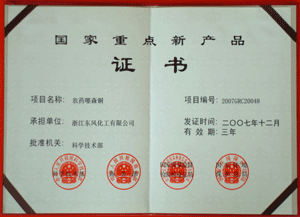 国家重点新产品
证书
项目名称：农药噻森铜
项目编号：2007GRC20048
承担单位：浙江东风化工有限公司
发证时间：二〇〇七年十二月
有效期：三年
批准机关：科学技术部